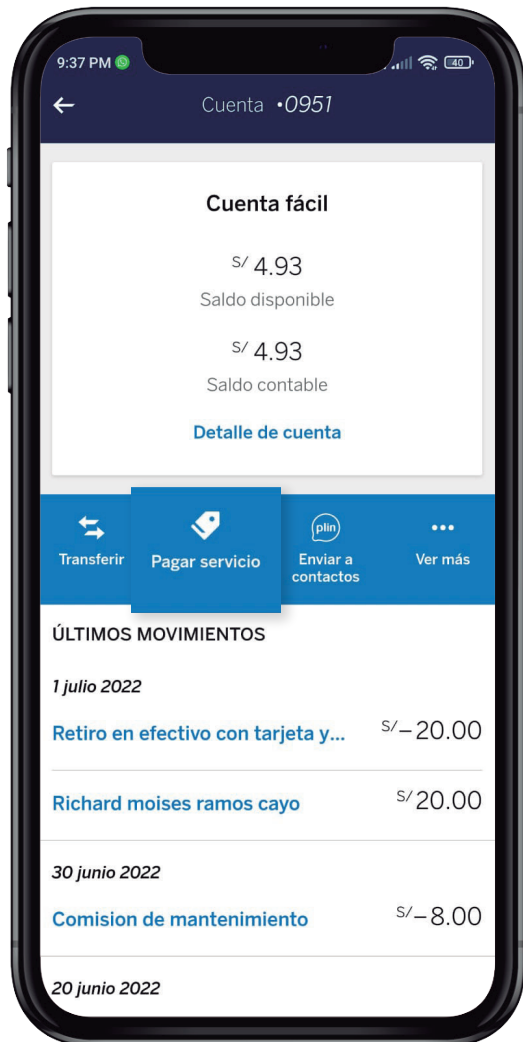 9:37 PM
40
Cuenta •0951
Cuenta fácil
S/ 4.93
Saldo disponible
S/ 4.93
Saldo contable
Detalle de cuenta
Transferir
Pagar servicio
plin
Enviar a
contactos
Ver más
ÚLTIMOS MOVIMIENTOS
1 julio 2022
Retiro en efectivo con tarjeta y... S/–20.00
Richard moises ramos cayo S/ 20.00
30 junio 2022
Comision de mantenimiento S/–8.00
20 junio 2022